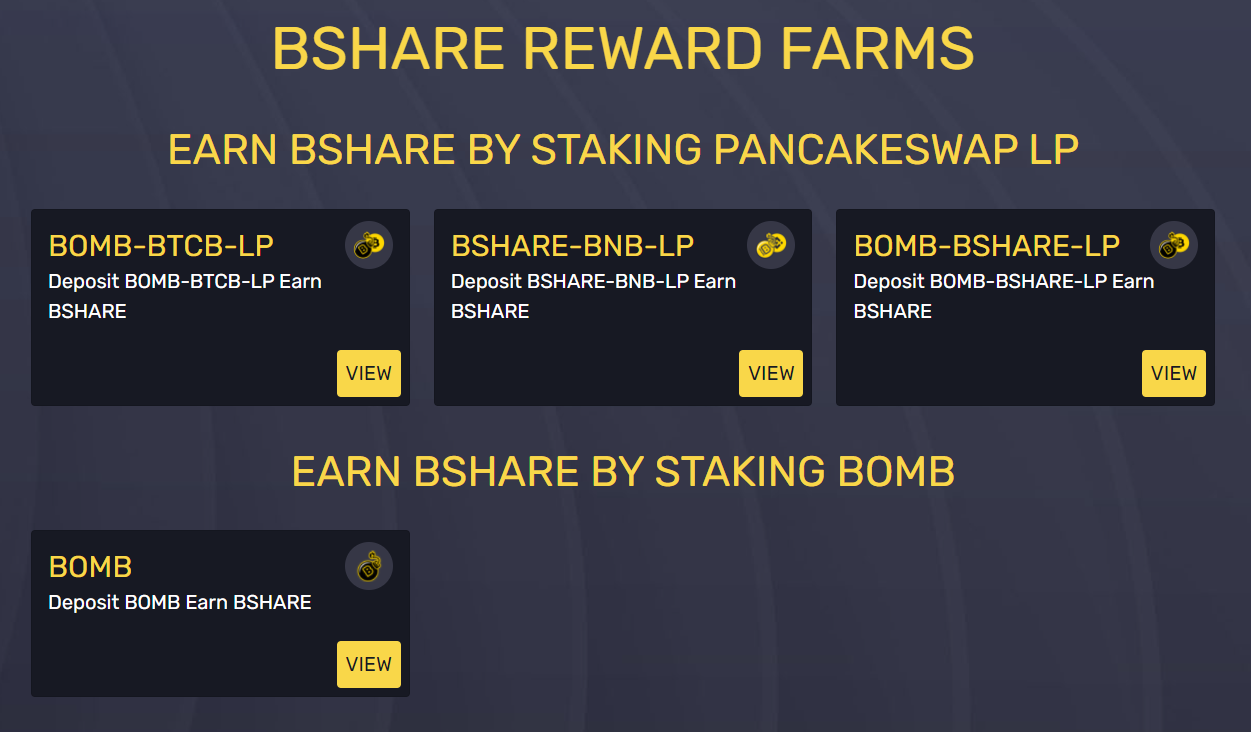 BSHARE REWARD FARMS
EARN BSHARE BY STAKING PANCAKESWAP LP
BOMB-BTCB-LP
Deposit BOMB-BTCB-LP Earn
BSHARE
VIEW
BSHARE-BNB-LP
Deposit BSHARE-BNB-LP Earn
BSHARE
VIEW
BOMB-BSHARE-LP
Deposit BOMB-BSHARE-LP Earn
BSHARE
VIEW
EARN BSHARE BY STAKING BOMB
BOMB
Deposit BOMB Earn BSHARE
VIEW